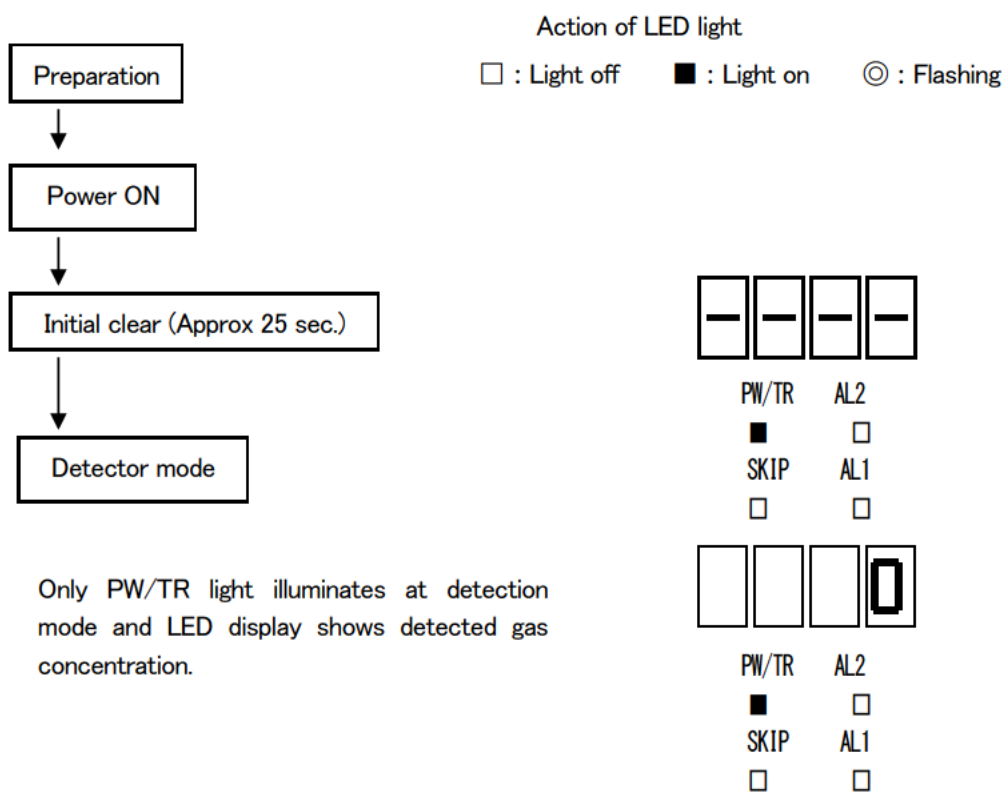 Action of LED light
□ : Light off ■ : Light on ◎ : Flashing
Preparation
Power ON
Initial clear (Approx 25 sec.)
Detector mode
Only PW/TR light illuminates at detection
mode and LED display shows detected gas
concentration.
- - - -
PW/TR AL2
■ □
SKIP AL1
□ □
0
PW/TR AL2
■ □
SKIP AL1
□ □